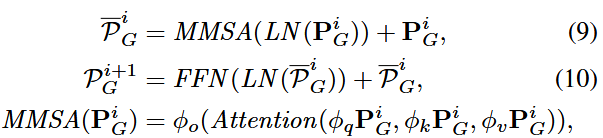 $\overline{\mathcal{P}}_G^i = MMSA(LN(\mathbf{P}_G^i)) + \mathbf{P}_G^i,$ (9)
$\mathcal{P}_G^{i+1} = FFN(LN(\overline{\mathcal{P}}_G^i)) + \overline{\mathcal{P}}_G^i,$ (10)
$MMSA(\mathbf{P}_G^i) = \phi_o(Attention(\phi_q\mathbf{P}_G^i, \phi_k\mathbf{P}_G^i, \phi_v\mathbf{P}_G^i)),$